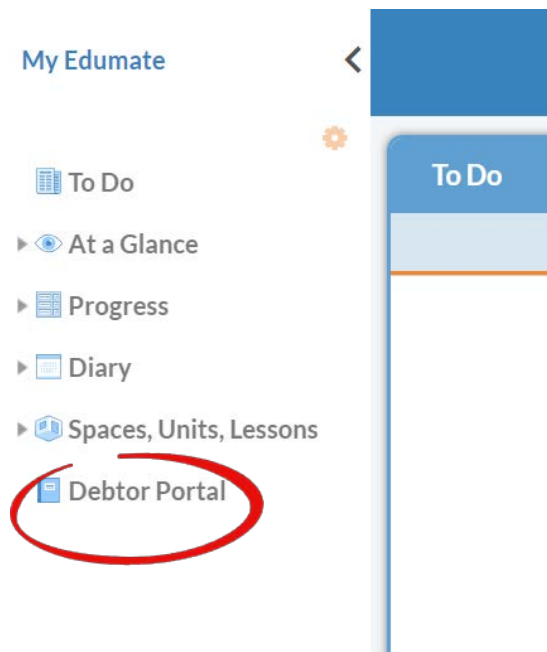 My Edumate
To Do
At a Glance
Progress
Diary
Spaces, Units, Lessons
Debtor Portal
To Do